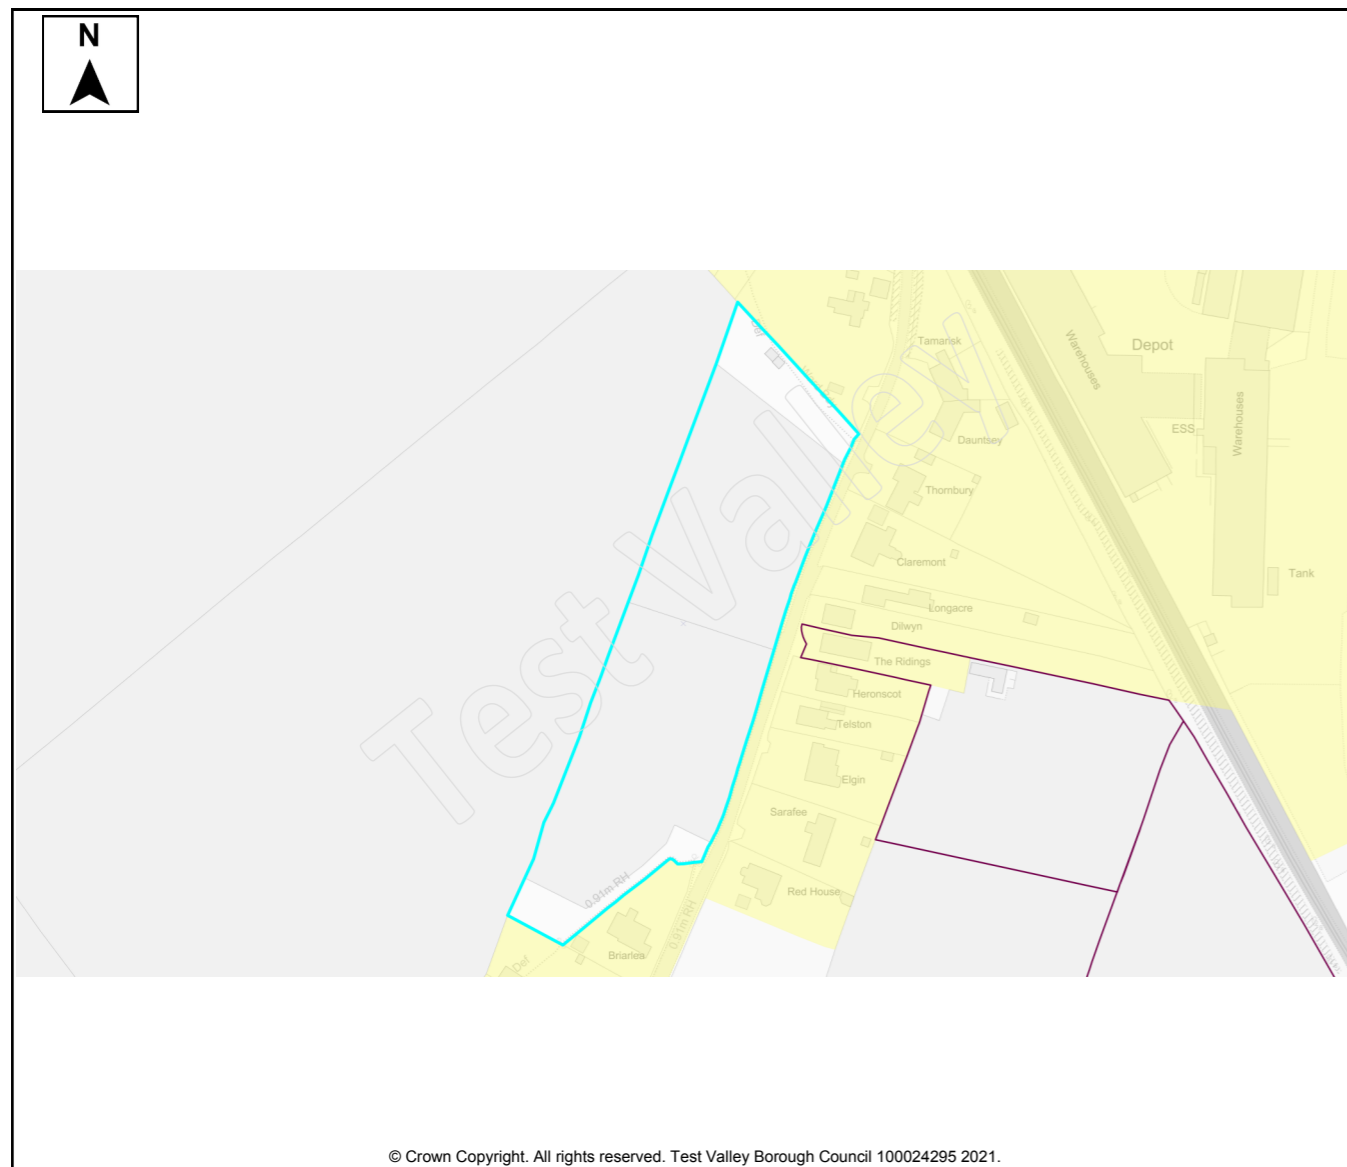 N
Def
Tamarisk
Depot
Warehouses
Warehouses
ESS
Dauntsey
Thornbury
Claremont
Tank
Longacre
Dilwyn
The Ridings
Heronscot
Telston
Elgin
Sarafee
Red House
0.91m RH
0.91m RH
Briarlea
Def
Test Valley
© Crown Copyright. All rights reserved. Test Valley Borough Council 100024295 2021.